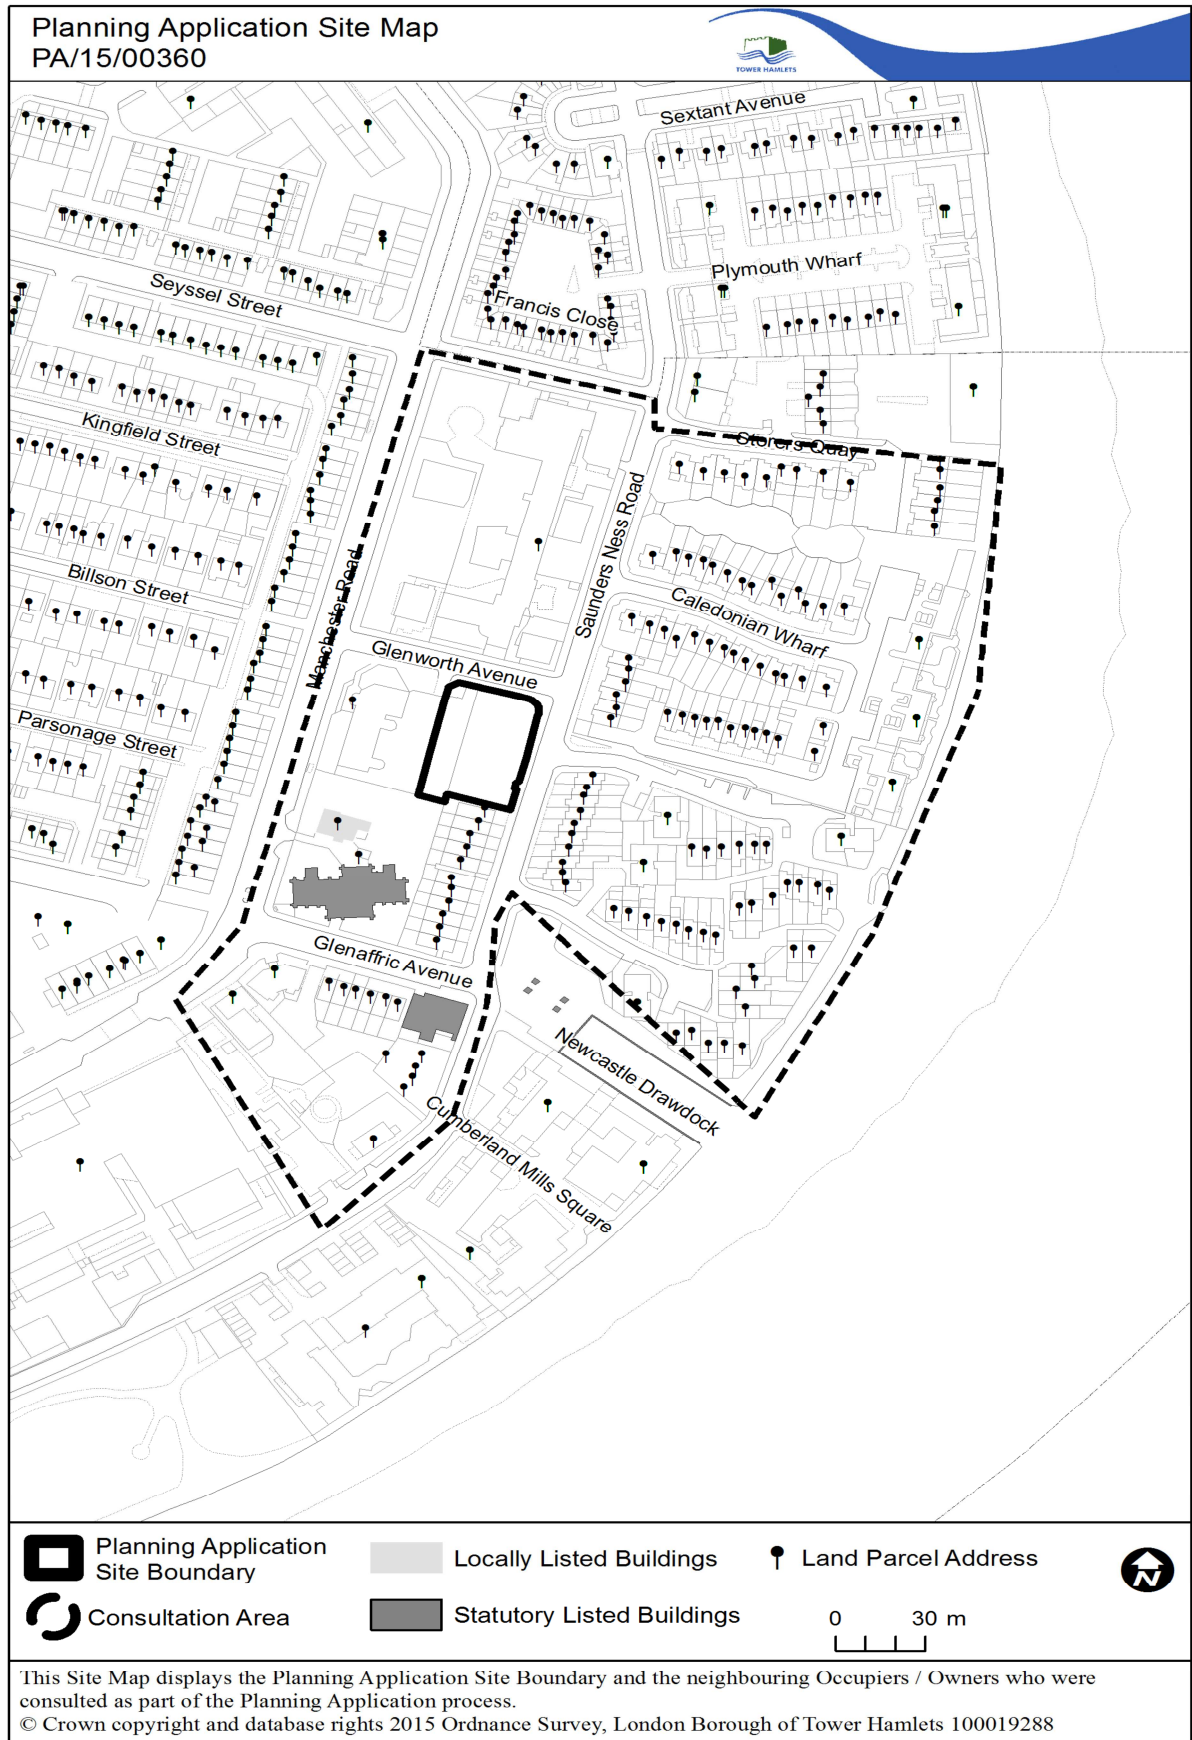 Planning Application Site Map
PA/15/00360
TOWER HAMLETS
Sextant Avenue
Plymouth Wharf
Seyssel Street
Francis Close
Kingfield Street
Storers Quay
Saunders Ness Road
Manchester Road
Billson Street
Caledonian Wharf
Glenworth Avenue
Parsonage Street
Glenaffric Avenue
Newcastle Drawdock
Cumberland Mills Square
Planning Application
Site Boundary
Locally Listed Buildings
Land Parcel Address
N
Consultation Area
Statutory Listed Buildings
0 30 m
This Site Map displays the Planning Application Site Boundary and the neighbouring Occupiers / Owners who were
consulted as part of the Planning Application process.
© Crown copyright and database rights 2015 Ordnance Survey, London Borough of Tower Hamlets 100019288